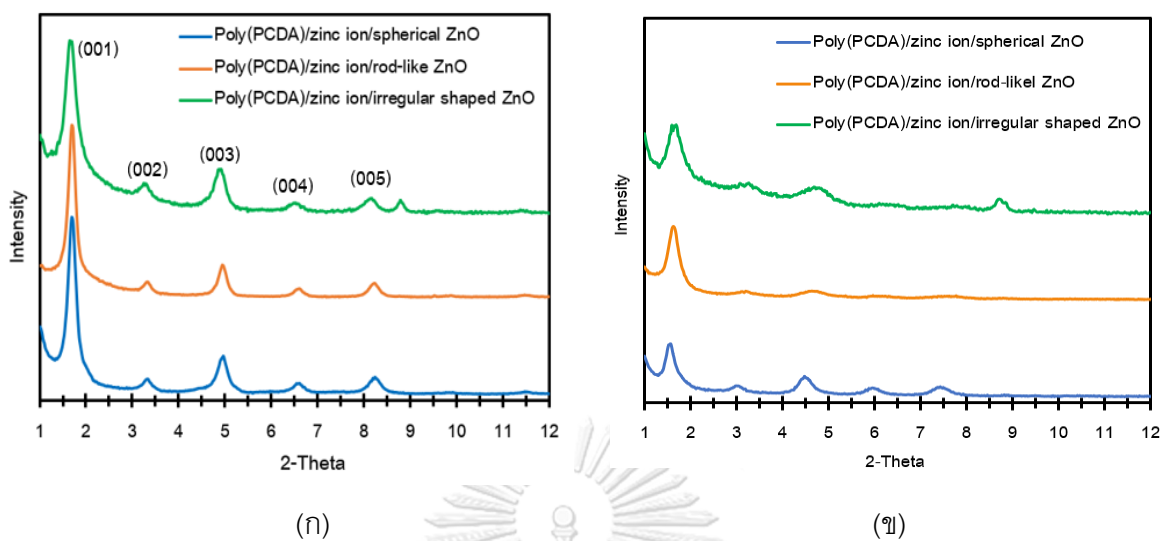 Poly(PCDA)/zinc ion/spherical ZnO
Poly(PCDA)/zinc ion/rod-like ZnO
Poly(PCDA)/zinc ion/irregular shaped ZnO
(001)
(002)
(003)
(004)
(005)
Intensity
1 2 3 4 5 6 7 8 9 10 11 12
2-Theta
(ก)
Poly(PCDA)/zinc ion/spherical ZnO
Poly(PCDA)/zinc ion/rod-likel ZnO
Poly(PCDA)/zinc ion/irregular shaped ZnO
Intensity
1 2 3 4 5 6 7 8 9 10 11 12
2-Theta
(ข)